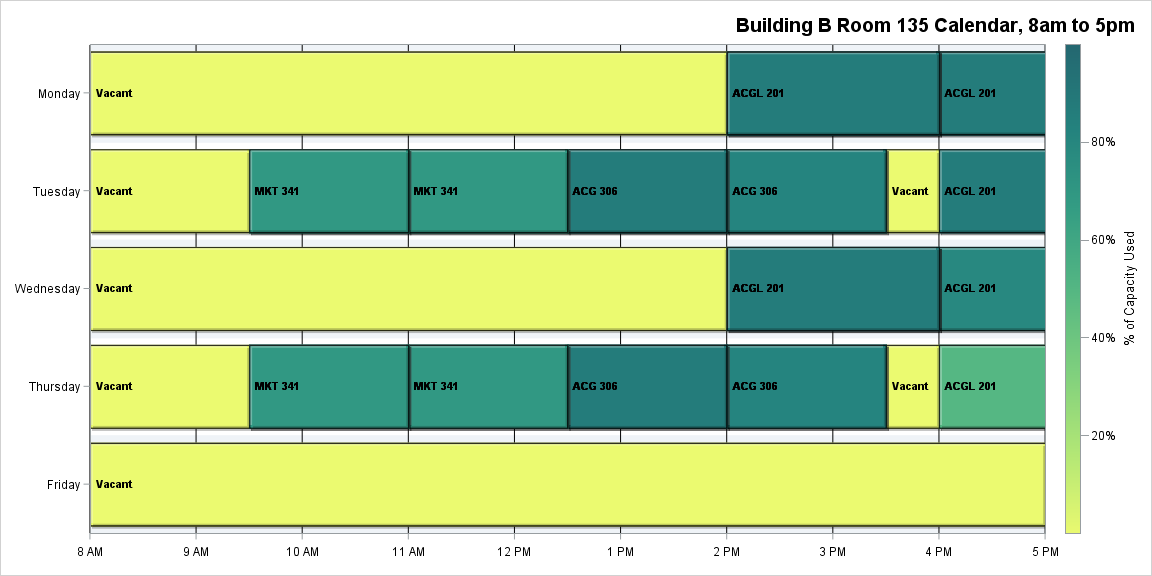 Building B Room 135 Calendar, 8am to 5pm
Monday
Vacant
ACGL 201
ACGL 201
Tuesday
Vacant
MKT 341
MKT 341
ACG 306
ACG 306
Vacant
ACGL 201
Wednesday
Vacant
ACGL 201
ACGL 201
Thursday
Vacant
MKT 341
MKT 341
ACG 306
ACG 306
Vacant
ACGL 201
Friday
Vacant
8 AM
9 AM
10 AM
11 AM
12 PM
1 PM
2 PM
3 PM
4 PM
5 PM
80%
60%
40%
20%
% of Capacity Used